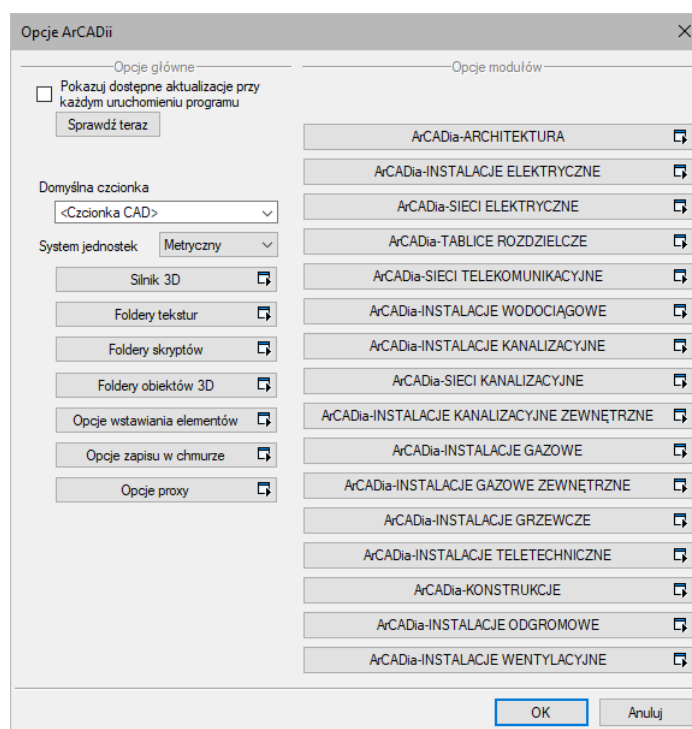 Opcje ArCADii
Opcje główne
Pokazuj dostępne aktualizacje przy
każdym uruchomieniu programu
Sprawdź teraz
Domyślna czcionka
<Czcionka CAD>
System jednostek Metryczny
Silnik 3D
Foldery tekstur
Foldery skryptów
Foldery obiektów 3D
Opcje wstawiania elementów
Opcje zapisu w chmurze
Opcje proxy
Opcje modułów
ArCADia-ARCHITEKTURA
ArCADia-INSTALACJE ELEKTRYCZNE
ArCADia-SIECI ELEKTRYCZNE
ArCADia-TABLICE ROZDZIELCZE
ArCADia-SIECI TELEKOMUNIKACYJNE
ArCADia-INSTALACJE WODOCIĄGOWE
ArCADia-INSTALACJE KANALIZACYJNE
ArCADia-SIECI KANALIZACYJNE
ArCADia-INSTALACJE KANALIZACYJNE ZEWNĘTRZNE
ArCADia-INSTALACJE GAZOWE
ArCADia-INSTALACJE GAZOWE ZEWNĘTRZNE
ArCADia-INSTALACJE GRZEWCZE
ArCADia-INSTALACJE TELETECHNICZNE
ArCADia-KONSTRUKCJE
ArCADia-INSTALACJE ODGROMOWE
ArCADia-INSTALACJE WENTYLACYJNE
OK Anuluj